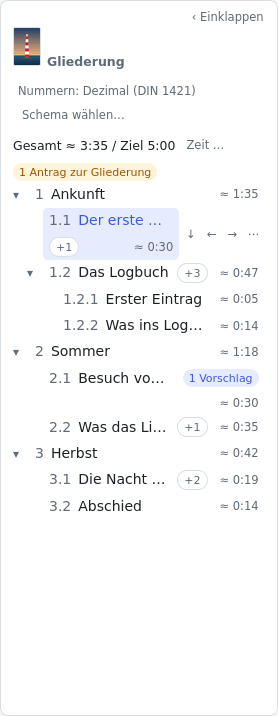 ‹ Einklappen
Gliederung
Nummern: Dezimal (DIN 1421)
Schema wählen…
Gesamt ≈ 3:35 / Ziel 5:00 Zeit …
1 Antrag zur Gliederung
▾ 1 Ankunft ≈ 1:35
1.1 Der erste … ↓ ← → ⋯
+1 ≈ 0:30
▾ 1.2 Das Logbuch +3 ≈ 0:47
1.2.1 Erster Eintrag ≈ 0:05
1.2.2 Was ins Log… ≈ 0:14
▾ 2 Sommer ≈ 1:18
2.1 Besuch vo… 1 Vorschlag
≈ 0:30
2.2 Was das Li… +1 ≈ 0:35
▾ 3 Herbst ≈ 0:42
3.1 Die Nacht … +2 ≈ 0:19
3.2 Abschied ≈ 0:14